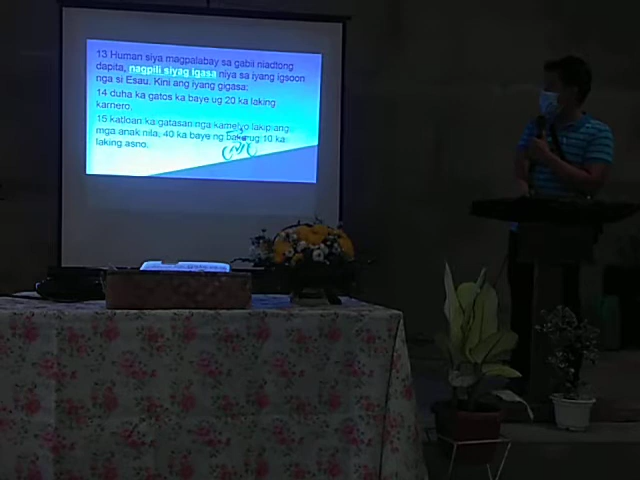 13 Human siya magpalabay sa gabii niadtong
dapita, nagpili siyag igasa niya sa iyang igsoon
nga si Esau. Kini ang iyang gigasa:
14 duha ka gatos ka baye ug 20 ka laking
karnero.
15 katloan ka gatasan nga kamelyo lakip ang
mga anak nila, 40 ka baye ng baka ug 10 ka
laking asno.